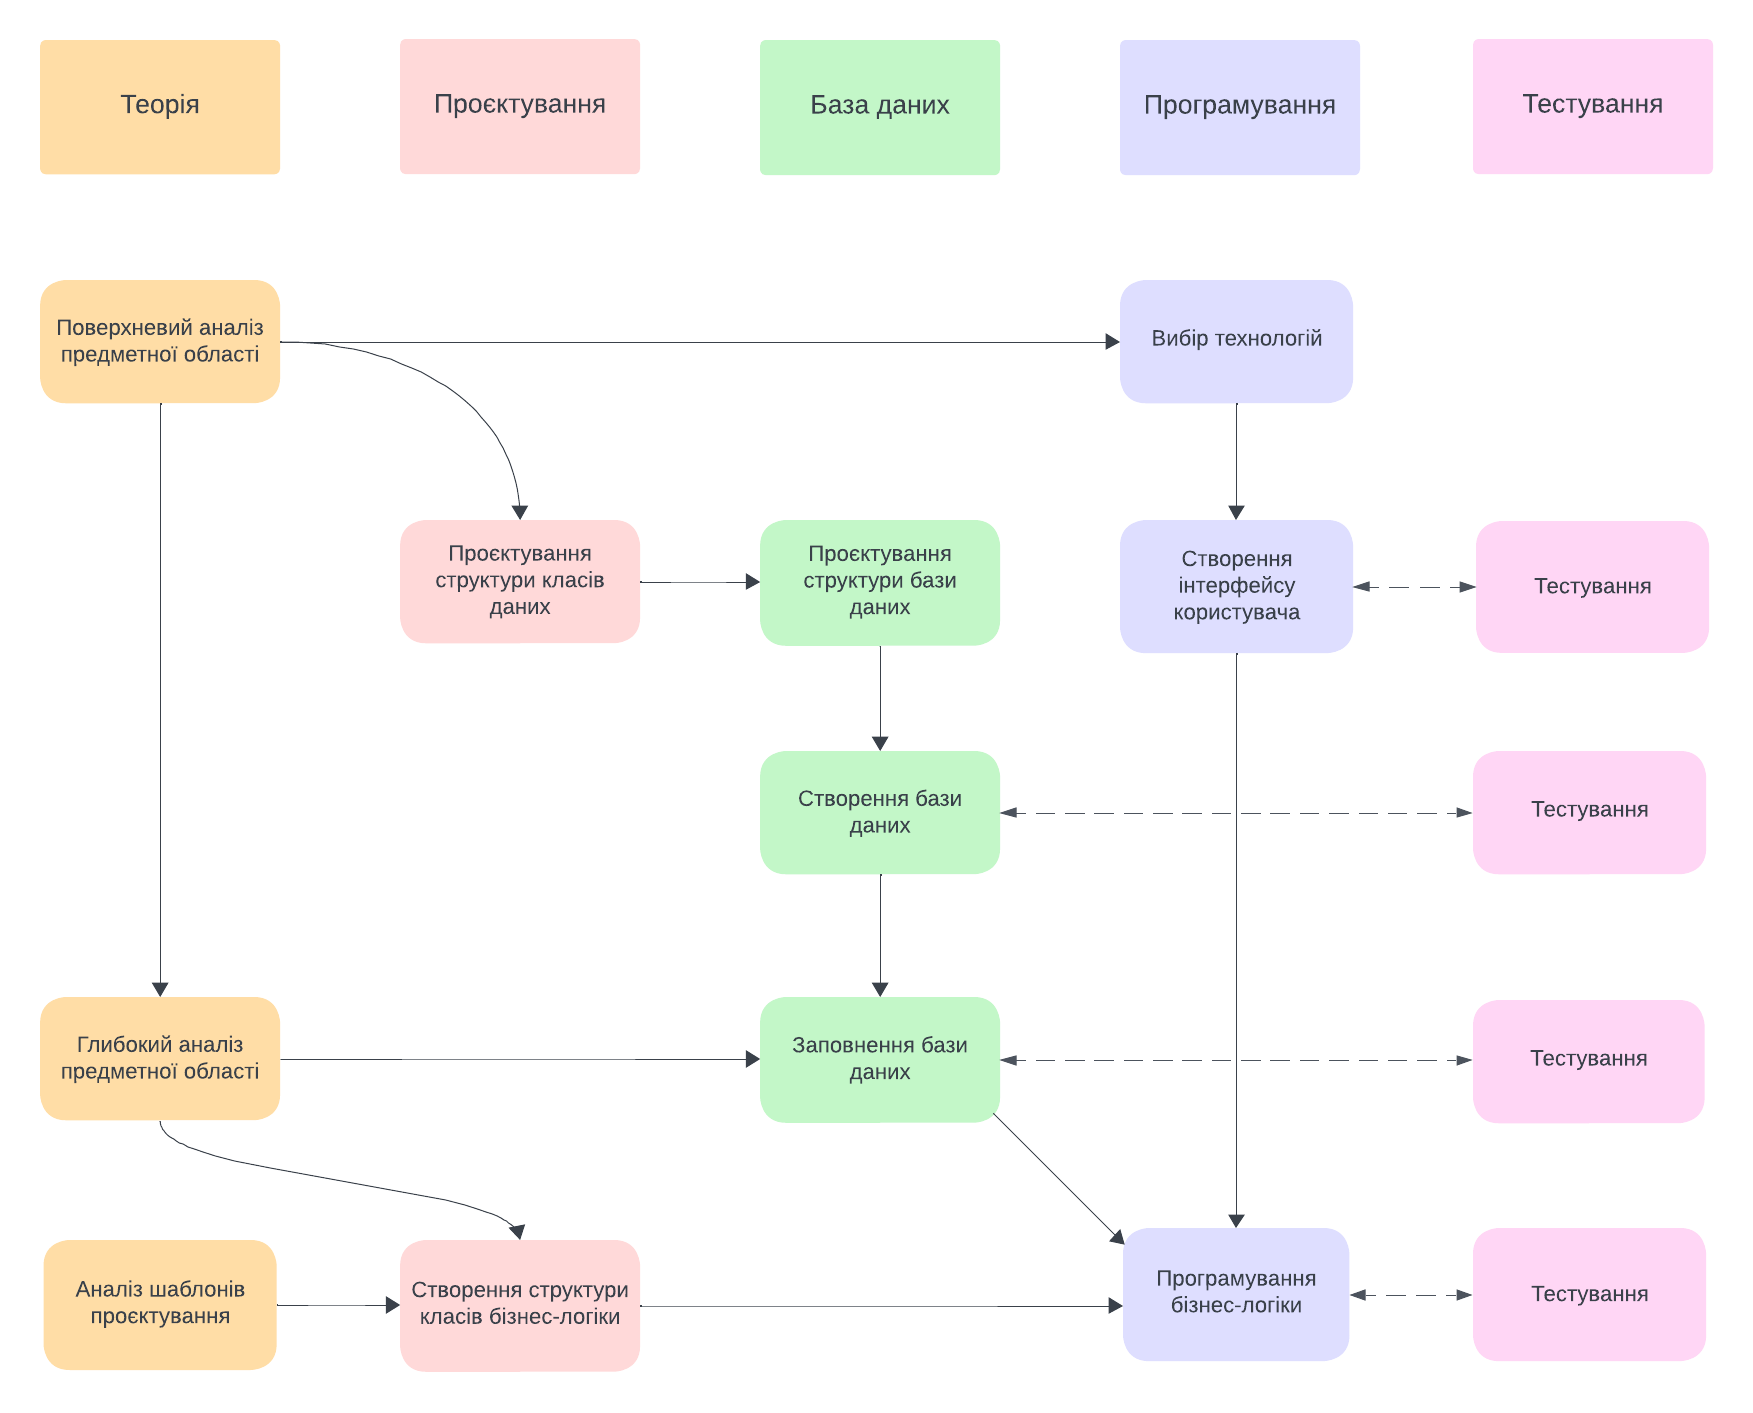 Теорія
Проєктування
База даних
Програмування
Тестування
Поверхневий аналіз
предметної області
Вибір технологій
Проєктування
структури класів
даних
Проєктування
структури бази
даних
Створення
інтерфейсу
користувача
Тестування
Створення бази
даних
Тестування
Глибокий аналіз
предметної області
Заповнення бази
даних
Тестування
Аналіз шаблонів
проєктування
Створення структури
класів бізнес-логіки
Програмування
бізнес-логіки
Тестування